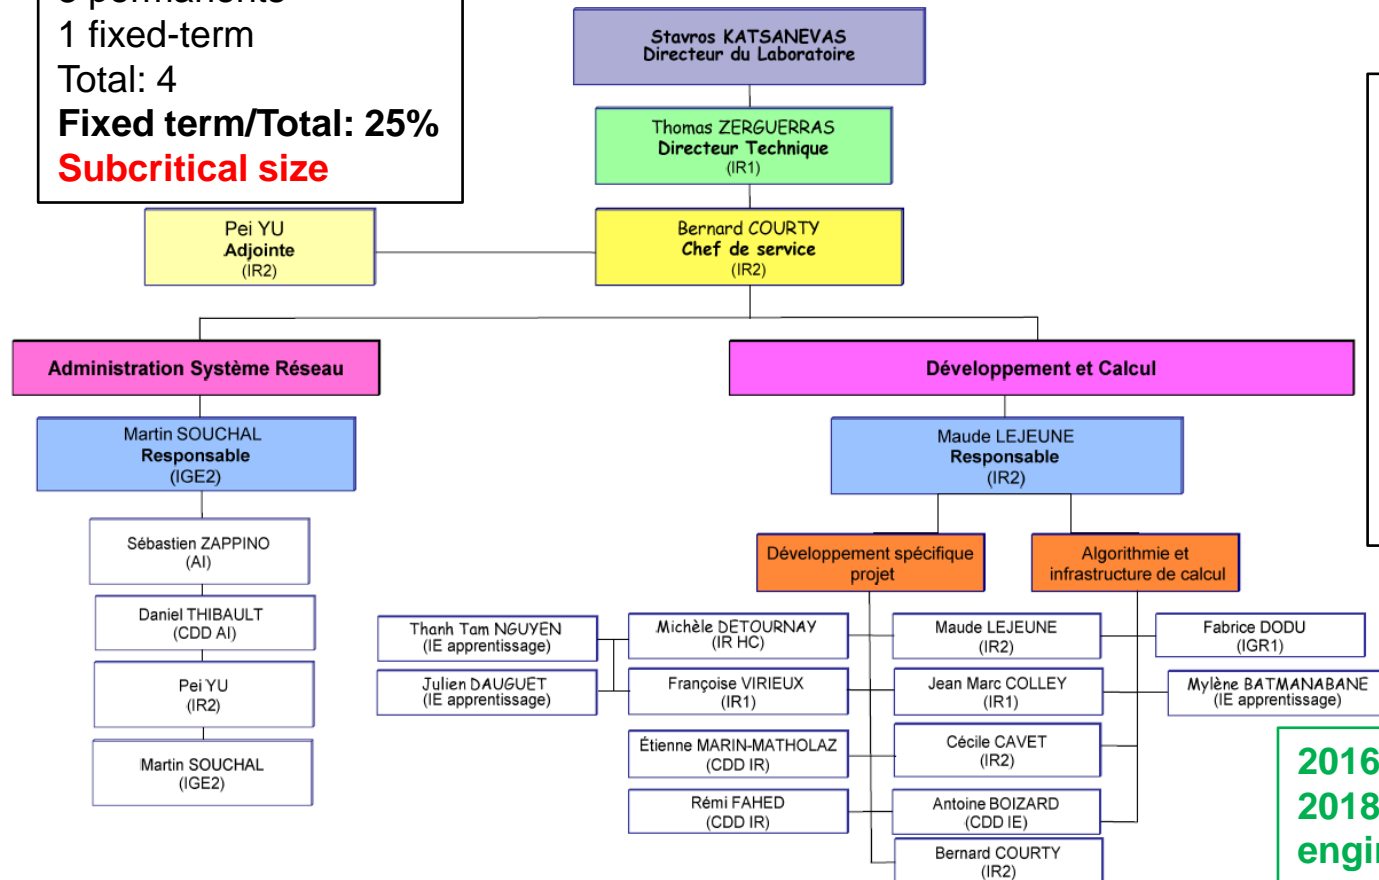 permanents
1 fixed-term
Total: 4
Fixed term/Total: 25%
Subcritical size
Stavros KATSANEVAS
Directeur du Laboratoire
Thomas ZERGUERRAS
Directeur Technique
(IR1)
Pei YU
Adjointe
(IR2)
Bernard COURTY
Chef de service
(IR2)
Administration Système Réseau
Développement et Calcul
Martin SOUCHAL
Responsable
(IGE2)
Maude LEJEUNE
Responsable
(IR2)
Sébastien ZAPPINO
(AI)
Daniel THIBAULT
(CDD AI)
Pei YU
(IR2)
Martin SOUCHAL
(IGE2)
Développement spécifique
projet
Algorithmie et
infrastructure de calcul
Thanh Tam NGUYEN
(IE apprentissage)
Michèle DETOURNAY
(IR HC)
Maude LEJEUNE
(IR2)
Fabrice DODU
(IGR1)
Julien DAUGUET
(IE apprentissage)
Françoise VIRIEUX
(IR1)
Jean Marc COLLEY
(IR1)
Mylène BATMANABANE
(IE apprentissage)
Étienne MARIN-MATHOLAZ
(CDD IR)
Cécile CAVET
(IR2)
Rémi FAHED
(CDD IR)
Antoine BOIZARD
(CDD IE)
Bernard COURTY
(IR2)
2016
2018
engin